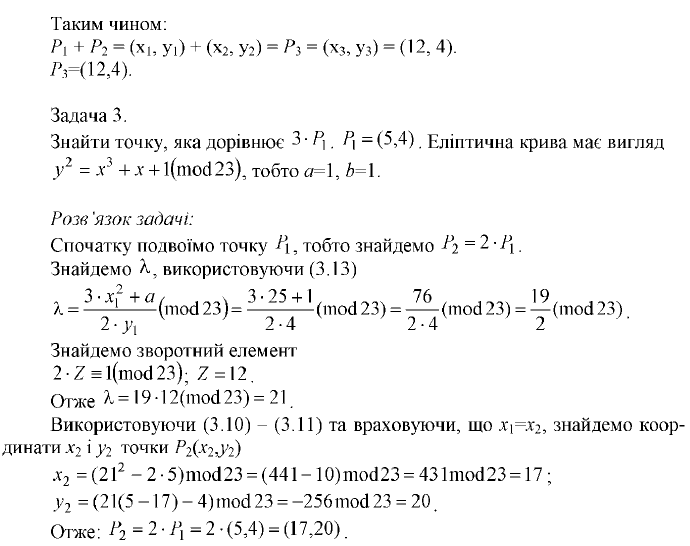 Таким чином:
P₁ + P₂ = (x₁, y₁) + (x₂, y₂) = P₃ = (x₃, y₃) = (12, 4).
P₃=(12,4).
Задача 3.
Знайти точку, яка дорівнює 3·P₁. P₁ = (5,4). Еліптична крива має вигляд
y² = x³ + x + 1(mod 23), тобто a=1, b=1.
Розв'язок задачі:
Спочатку подвоїмо точку P₁, тобто знайдемо P₂ = 2·P₁.
Знайдемо λ, використовуючи (3.13)
λ = \frac{3·x₁² + a}{2·y₁}(mod 23) = \frac{3·25+1}{2·4}(mod 23) = \frac{76}{2·4}(mod 23) = \frac{19}{2}(mod 23).
Знайдемо зворотний елемент
2·Z ≡ 1(mod 23); Z = 12.
Отже λ = 19·12(mod 23) = 21.
Використовуючи (3.10) – (3.11) та враховуючи, що x₁=x₂, знайдемо коор-
динати x₂ і y₂ точки P₂(x₂,y₂)
x₂ = (21² − 2·5)mod 23 = (441−10)mod 23 = 431mod 23 = 17;
y₂ = (21(5−17)−4)mod 23 = −256mod 23 = 20.
Отже: P₂ = 2·P₁ = 2·(5,4) = (17,20).